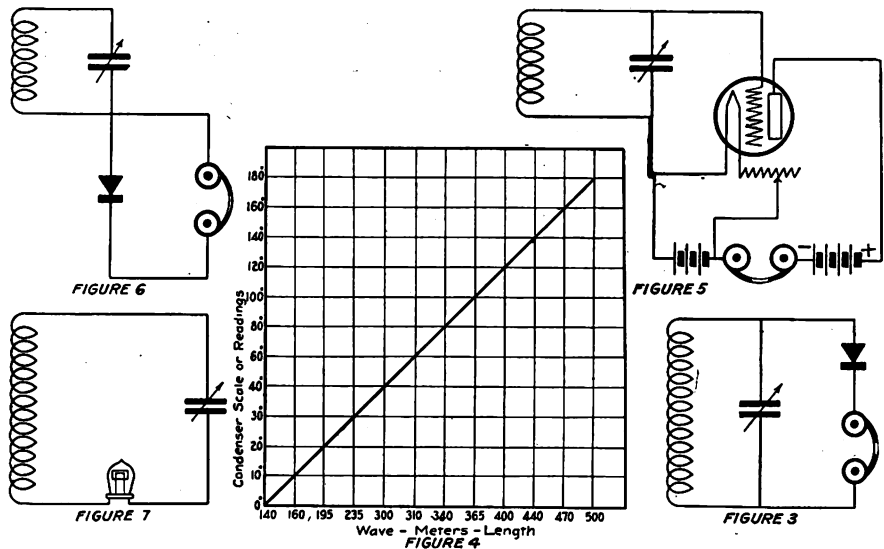 FIGURE 6
- +
FIGURE 5
Condenser Scale or Readings
180°
160°
140°
120°
100°
80°
60°
40°
30°
20°
10°
0°
140 160, 195 235 300 310 340 365 400 440 470 500
Wave - Meters - Length
FIGURE 4
FIGURE 7
FIGURE 3